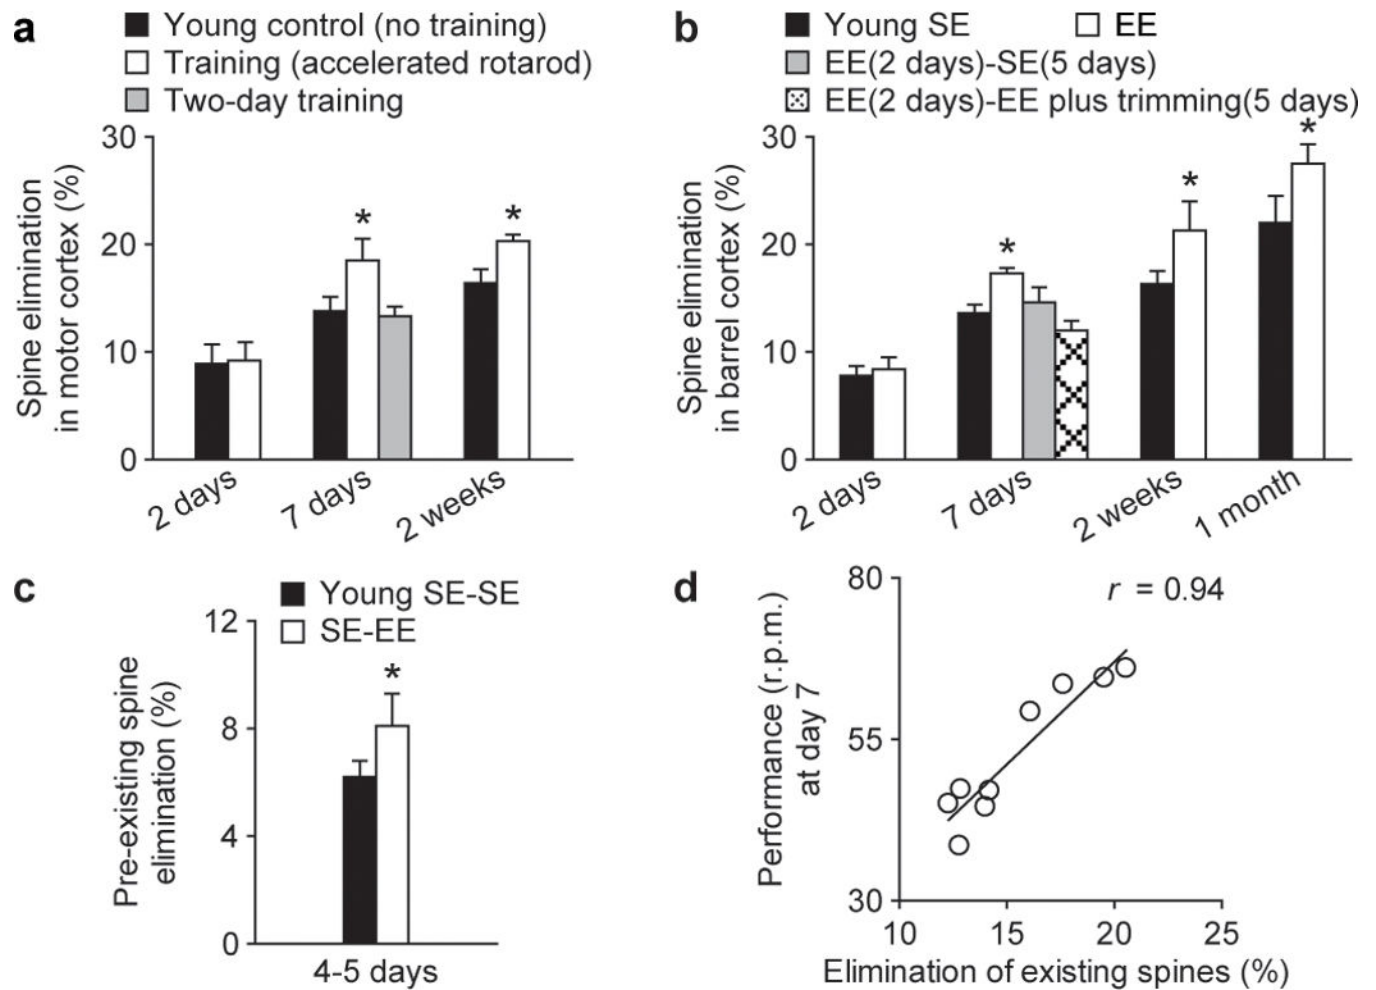 a
Young control (no training)
Training (accelerated rotarod)
Two-day training
Spine elimination
in motor cortex (%)
30
20
10
0
*
*
2 days
7 days
2 weeks
b
Young SE
EE
EE(2 days)-SE(5 days)
EE(2 days)-EE plus trimming(5 days)
Spine elimination
in barrel cortex (%)
30
20
10
0
*
*
*
2 days
7 days
2 weeks
1 month
c
Young SE-SE
SE-EE
Pre-existing spine
elimination (%)
12
8
4
0
*
4-5 days
d
r = 0.94
Performance (r.p.m.)
at day 7
80
55
30
10
15
20
25
Elimination of existing spines (%)